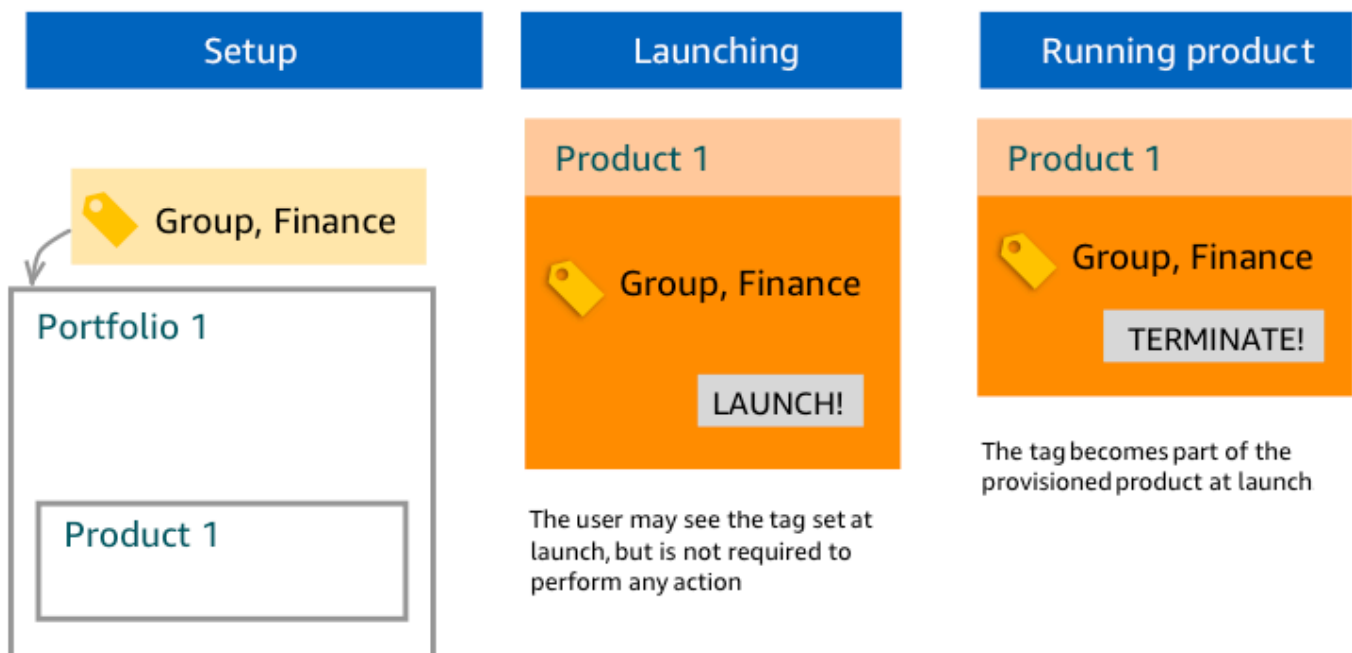 Setup
Group, Finance
Portfolio 1
Product 1
Launching
Product 1
Group, Finance
LAUNCH!
The user may see the tag set at
launch, but is not required to
perform any action
Running product
Product 1
Group, Finance
TERMINATE!
The tag becomes part of the
provisioned product at launch